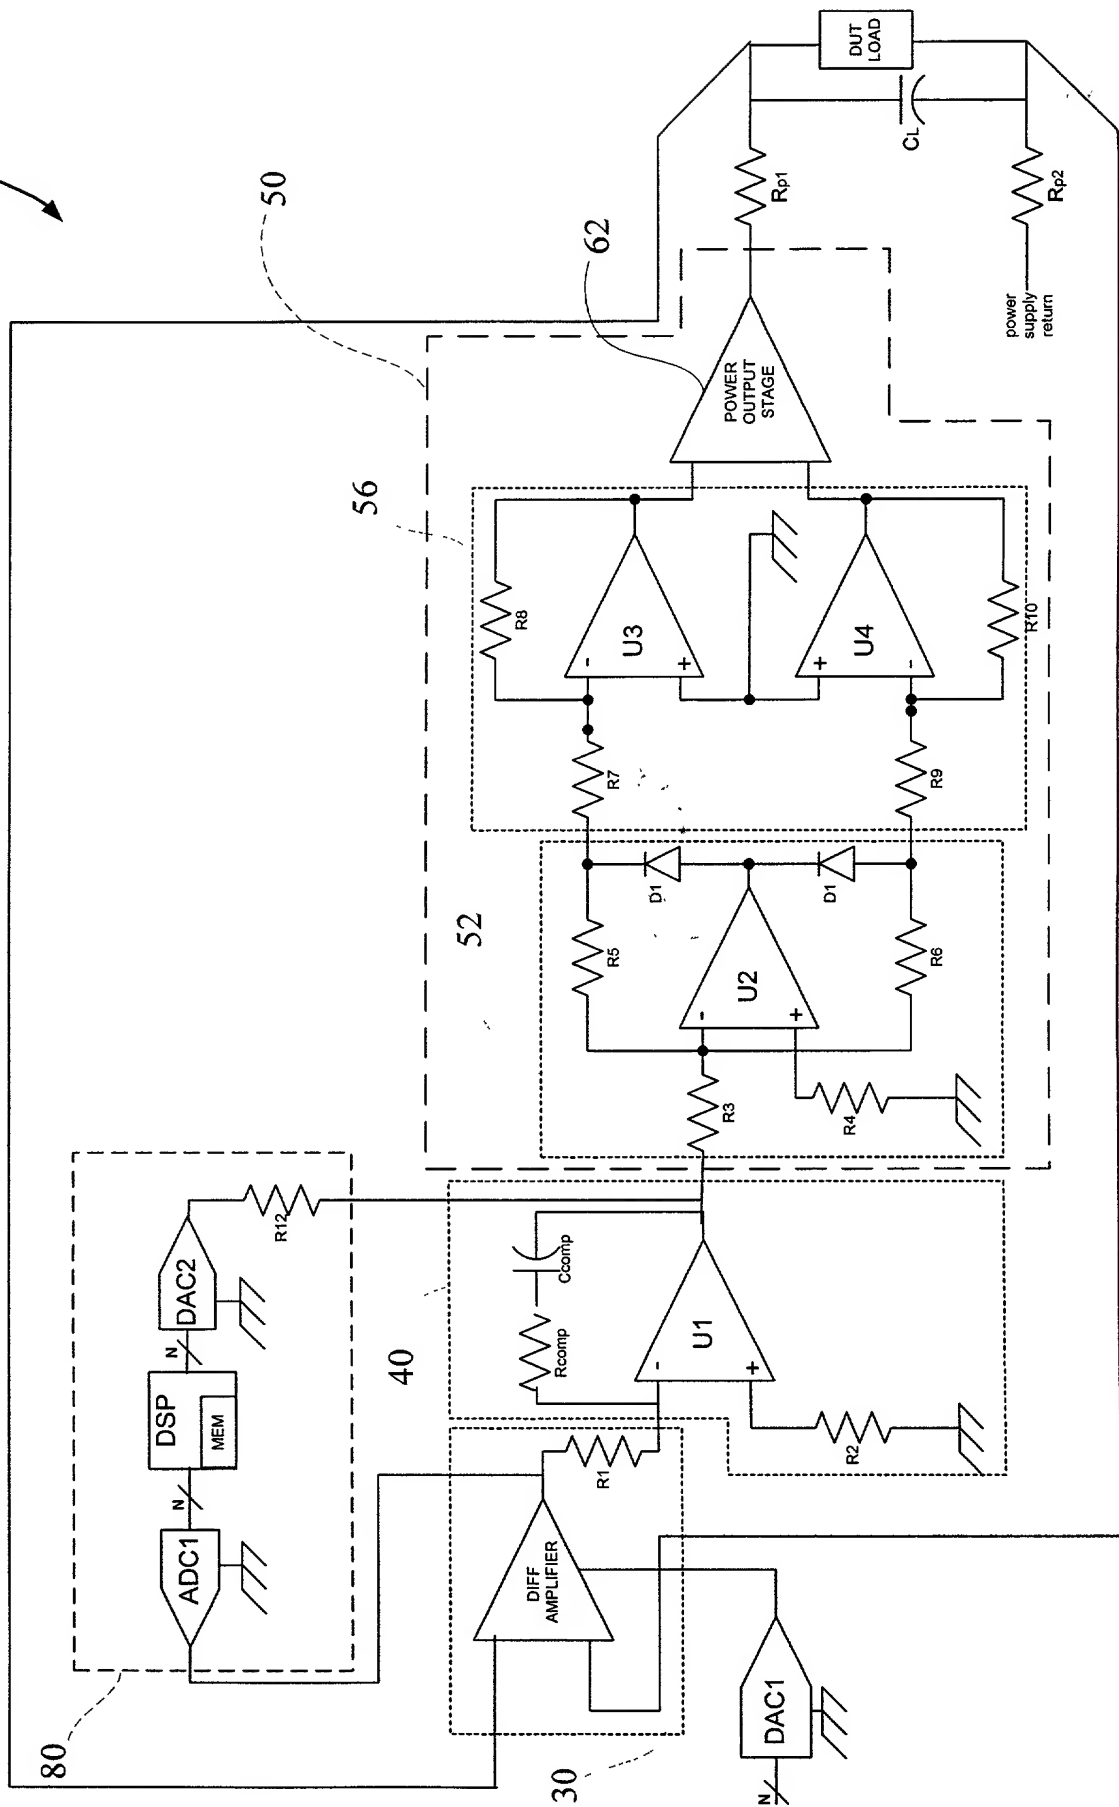 80
ADC1
N
DSP
MEM
N
DAC2
R12
50
30
DIFF
AMPLIFIER
R1
DAC1
N
40
Rcomp
Ccomp
U1
-
+
R2
52
R3
R4
U2
-
+
R5
R6
D1
D1
56
R7
R8
R9
R10
U3
-
+
U4
+
-
62
POWER
OUTPUT
STAGE
Rp1
CL
DUT
LOAD
Rp2
power
supply
return